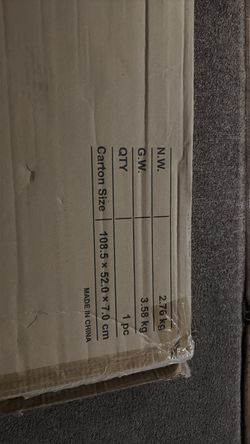 N.W. 2.76 kg
G.W. 3.58 kg
QTY 1 pc
Carton Size 108.5 × 52.0 × 7.0 cm
MADE IN CHINA